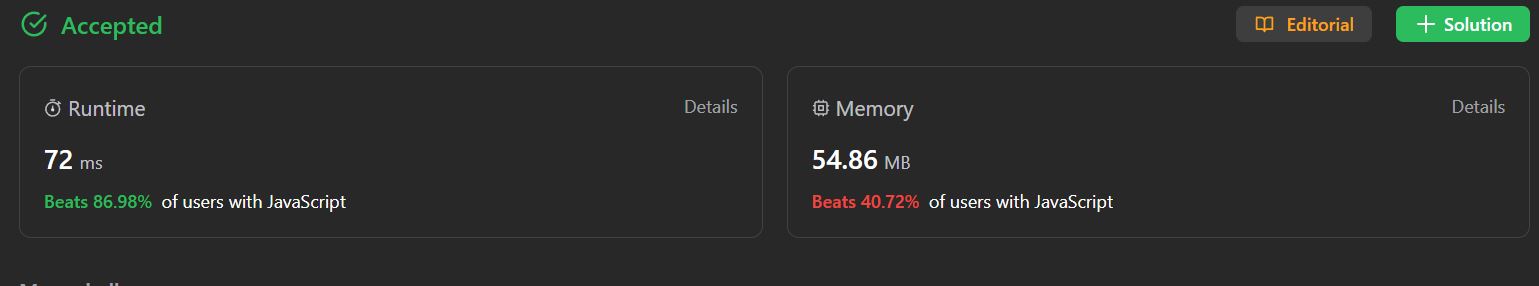 Accepted
Editorial
+ Solution
Runtime
Details
72 ms
Beats 86.98% of users with JavaScript
Memory
Details
54.86 MB
Beats 40.72% of users with JavaScript